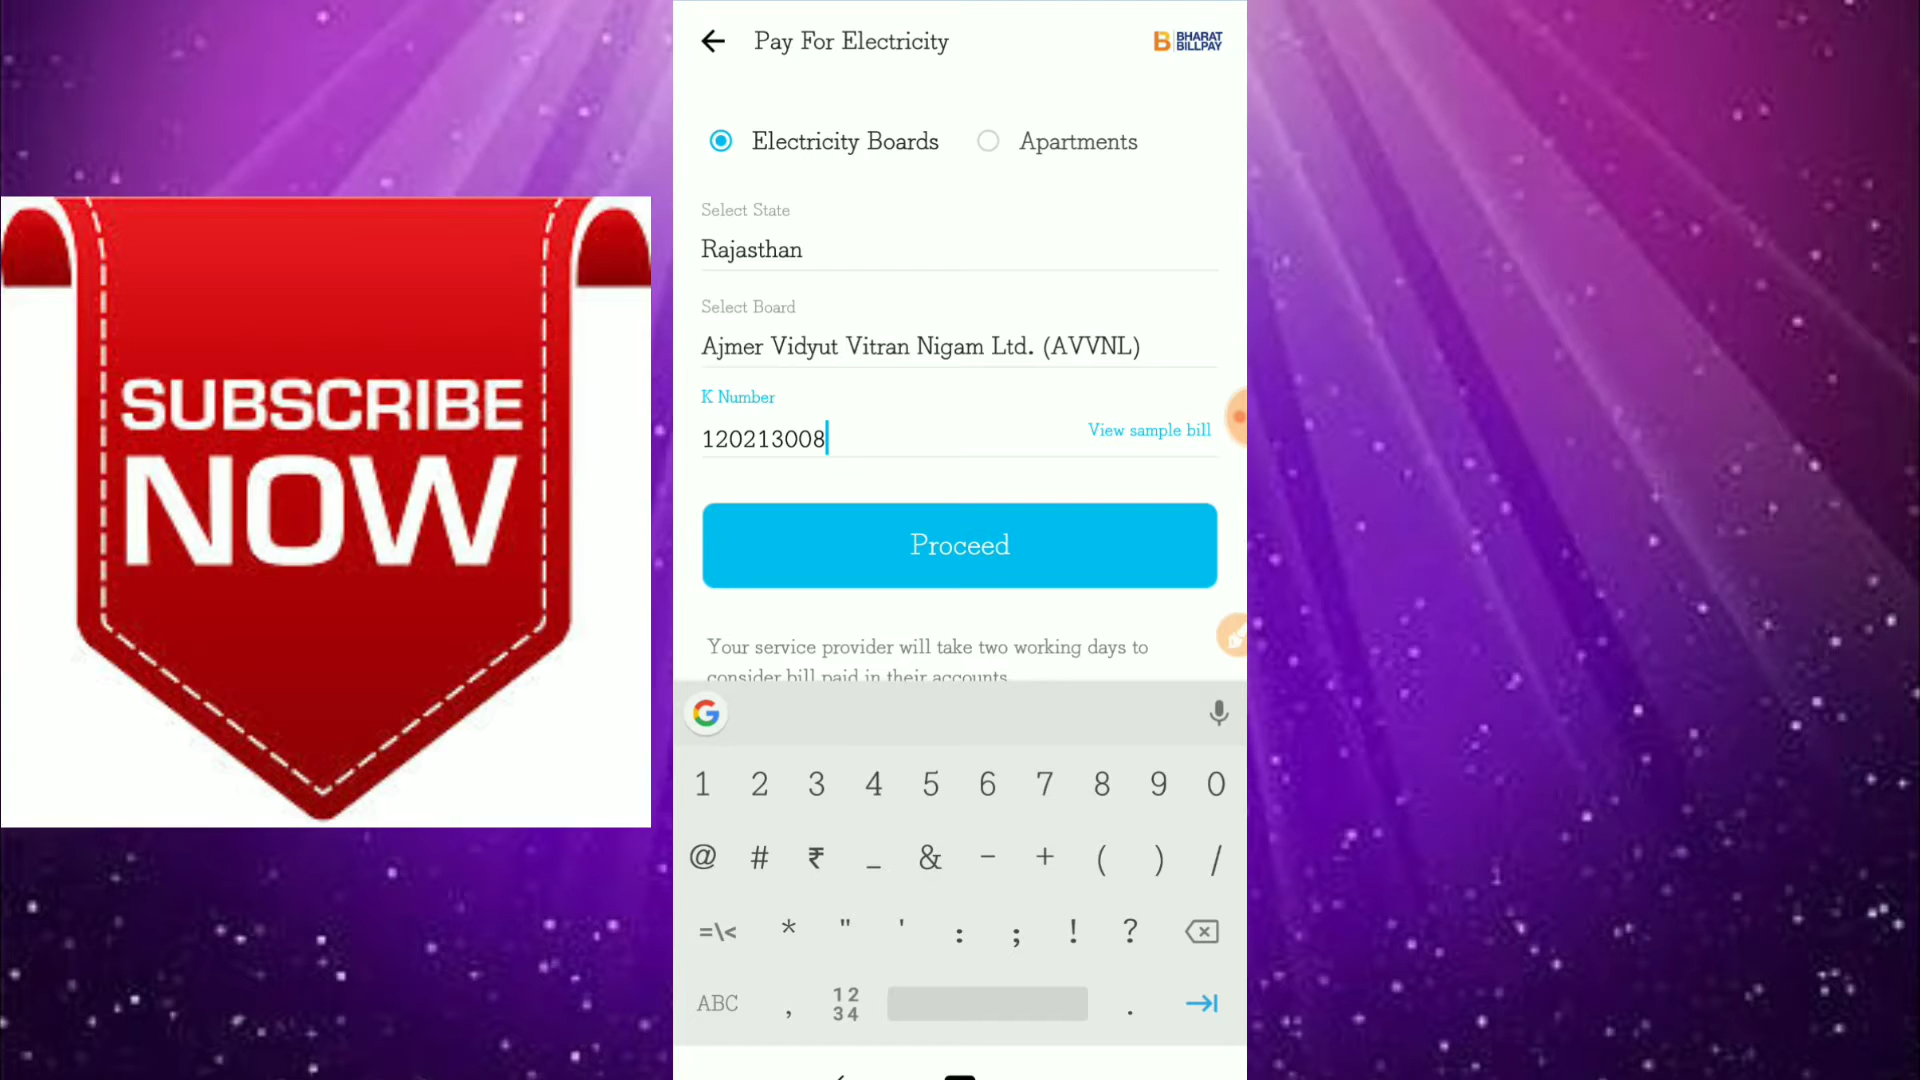 SUBSCRIBE
NOW
Pay For Electricity
BHARAT
BILLPAY
Electricity Boards
Apartments
Select State
Rajasthan
Select Board
Ajmer Vidyut Vitran Nigam Ltd. (AVVNL)
K Number
120213008
View sample bill
Proceed
Your service provider will take two working days to
consider bill paid in their accounts
1 2 3 4 5 6 7 8 9 0
@ # ₹ _ & - + ( ) /
=\< * " ' : ; ! ?
ABC , 12 34 .